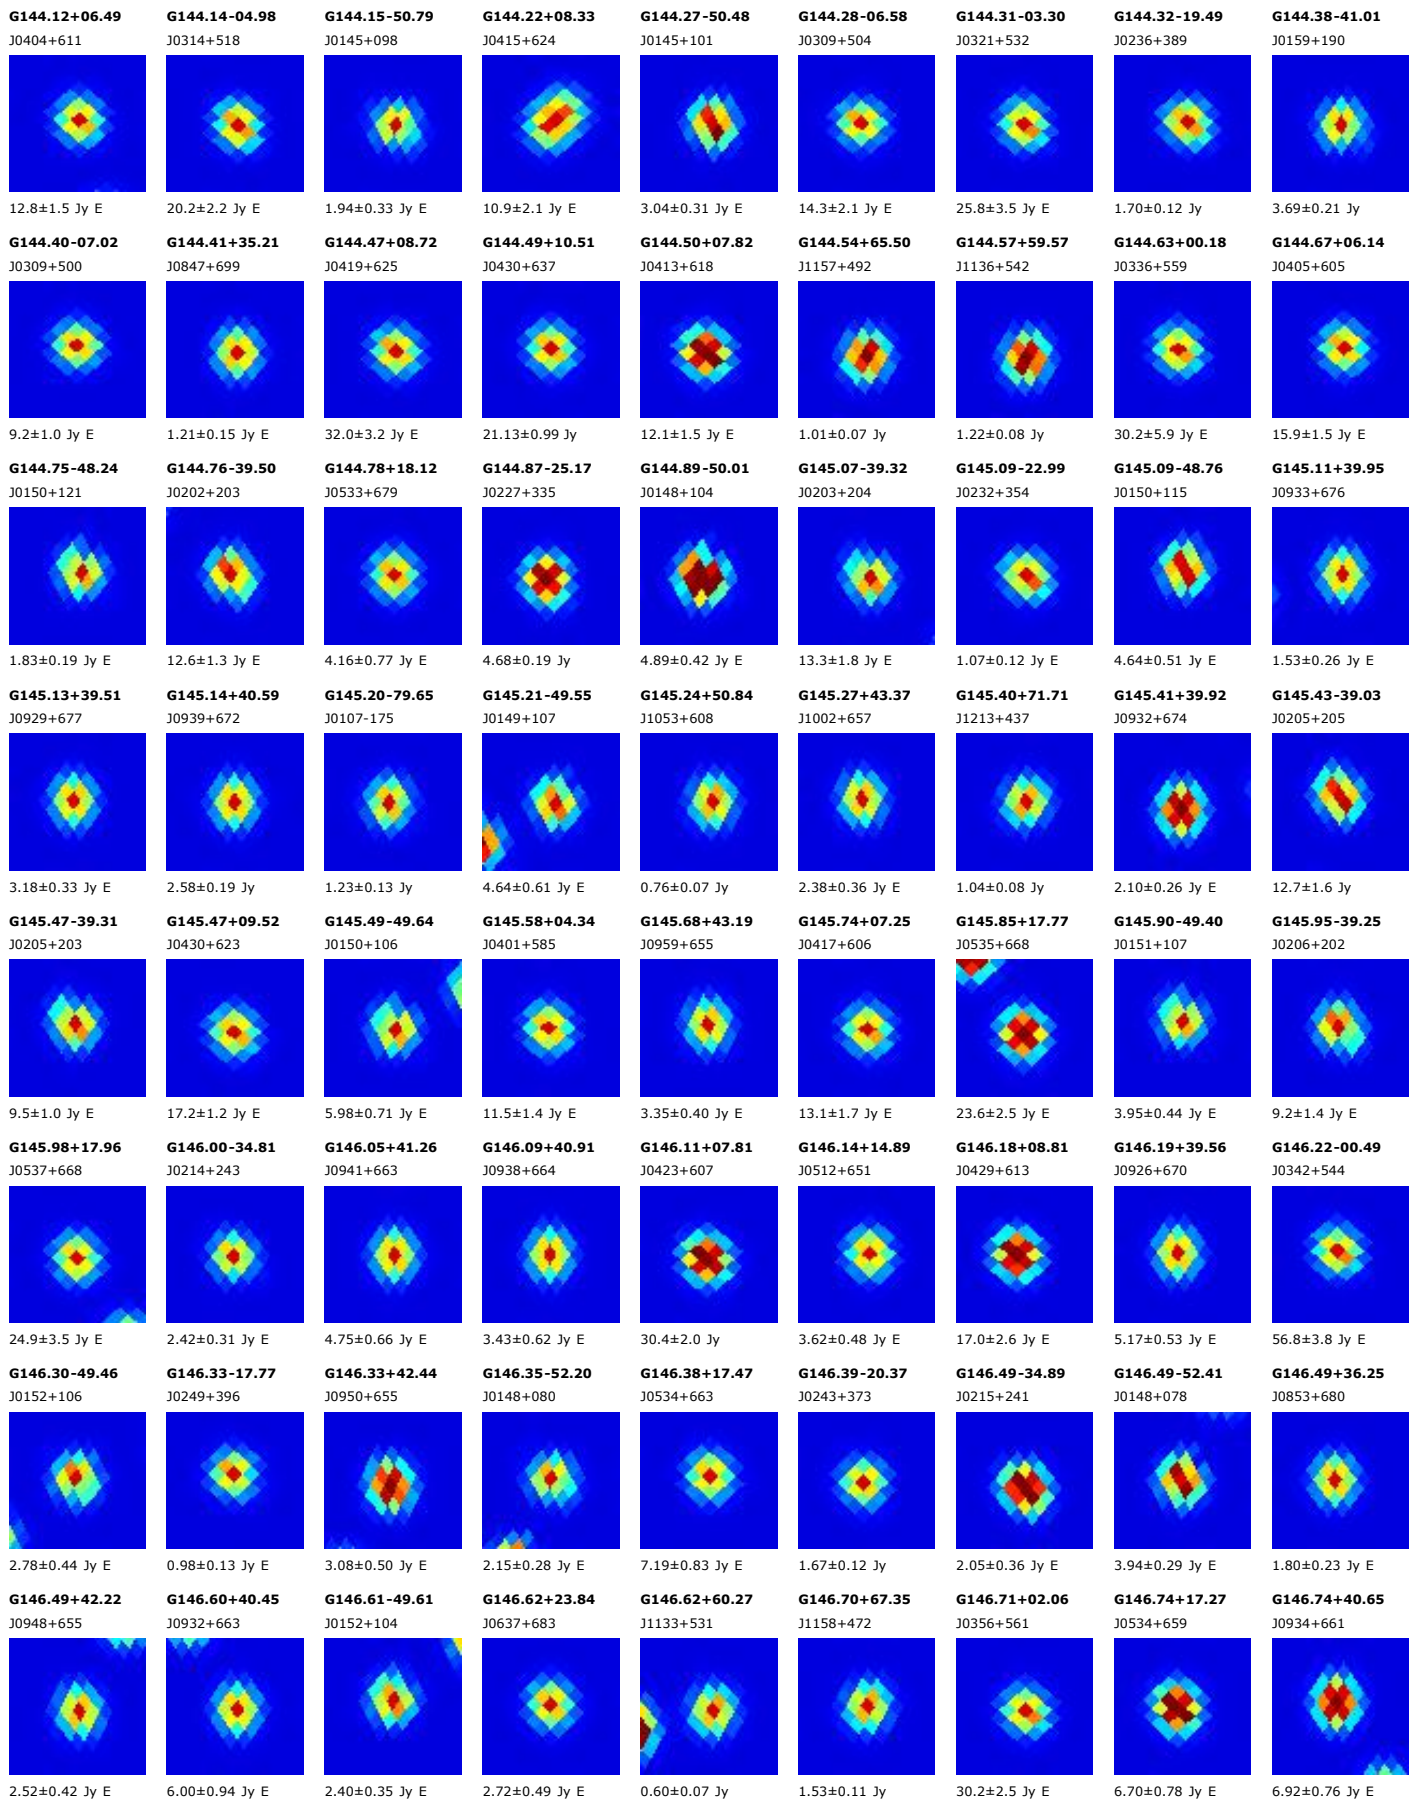 G144.12+06.49 G144.14-04.98 G144.15-50.79 G144.22+08.33 G144.27-50.48 G144.28-06.58 G144.31-03.30 G144.32-19.49 G144.38-41.01
J0404+611 J0314+518 J0145+098 J0415+624 J0145+101 J0309+504 J0321+532 J0236+389 J0159+190
12.8±1.5 Jy E 20.2±2.2 Jy E 1.94±0.33 Jy E 10.9±2.1 Jy E 3.04±0.31 Jy E 14.3±2.1 Jy E 25.8±3.5 Jy E 1.70±0.12 Jy 3.69±0.21 Jy
G144.40-07.02 G144.41+35.21 G144.47+08.72 G144.49+10.51 G144.50+07.82 G144.54+65.50 G144.57+59.57 G144.63+00.18 G144.67+06.14
J0309+500 J0847+699 J0419+625 J0430+637 J0413+618 J1157+492 J1136+542 J0336+559 J0405+605
9.2±1.0 Jy E 1.21±0.15 Jy E 32.0±3.2 Jy E 21.13±0.99 Jy 12.1±1.5 Jy E 1.01±0.07 Jy 1.22±0.08 Jy 30.2±5.9 Jy E 15.9±1.5 Jy E
G144.75-48.24 G144.76-39.50 G144.78+18.12 G144.87-25.17 G144.89-50.01 G145.07-39.32 G145.09-22.99 G145.09-48.76 G145.11+39.95
J0150+121 J0202+203 J0533+679 J0227+335 J0148+104 J0203+204 J0232+354 J0150+115 J0933+676
1.83±0.19 Jy E 12.6±1.3 Jy E 4.16±0.77 Jy E 4.68±0.19 Jy 4.89±0.42 Jy E 13.3±1.8 Jy E 1.07±0.12 Jy E 4.64±0.51 Jy E 1.53±0.26 Jy E
G145.13+39.51 G145.14+40.59 G145.20-79.65 G145.21-49.55 G145.24+50.84 G145.27+43.37 G145.40+71.71 G145.41+39.92 G145.43-39.03
J0929+677 J0939+672 J0107-175 J0149+107 J1053+608 J1002+657 J1213+437 J0932+674 J0205+205
3.18±0.33 Jy E 2.58±0.19 Jy 1.23±0.13 Jy 4.64±0.61 Jy E 0.76±0.07 Jy 2.38±0.36 Jy E 1.04±0.08 Jy 2.10±0.26 Jy E 12.7±1.6 Jy
G145.47-39.31 G145.47+09.52 G145.49-49.64 G145.58+04.34 G145.68+43.19 G145.74+07.25 G145.85+17.77 G145.90-49.40 G145.95-39.25
J0205+203 J0430+623 J0150+106 J0401+585 J0959+655 J0417+606 J0535+668 J0151+107 J0206+202
9.5±1.0 Jy E 17.2±1.2 Jy E 5.98±0.71 Jy E 11.5±1.4 Jy E 3.35±0.40 Jy E 13.1±1.7 Jy E 23.6±2.5 Jy E 3.95±0.44 Jy E 9.2±1.4 Jy E
G145.98+17.96 G146.00-34.81 G146.05+41.26 G146.09+40.91 G146.11+07.81 G146.14+14.89 G146.18+08.81 G146.19+39.56 G146.22-00.49
J0537+668 J0214+243 J0941+663 J0938+664 J0423+607 J0512+651 J0429+613 J0926+670 J0342+544
24.9±3.5 Jy E 2.42±0.31 Jy E 4.75±0.66 Jy E 3.43±0.62 Jy E 30.4±2.0 Jy 3.62±0.48 Jy E 17.0±2.6 Jy E 5.17±0.53 Jy E 56.8±3.8 Jy E
G146.30-49.46 G146.33-17.77 G146.33+42.44 G146.35-52.20 G146.38+17.47 G146.39-20.37 G146.49-34.89 G146.49-52.41 G146.49+36.25
J0152+106 J0249+396 J0950+655 J0148+080 J0534+663 J0243+373 J0215+241 J0148+078 J0853+680
2.78±0.44 Jy E 0.98±0.13 Jy E 3.08±0.50 Jy E 2.15±0.28 Jy E 7.19±0.83 Jy E 1.67±0.12 Jy 2.05±0.36 Jy E 3.94±0.29 Jy E 1.80±0.23 Jy E
G146.49+42.22 G146.60+40.45 G146.61-49.61 G146.62+23.84 G146.62+60.27 G146.70+67.35 G146.71+02.06 G146.74+17.27 G146.74+40.65
J0948+655 J0932+663 J0152+104 J0637+683 J1133+531 J1158+472 J0356+561 J0534+659 J0934+661
2.52±0.42 Jy E 6.00±0.94 Jy E 2.40±0.35 Jy E 2.72±0.49 Jy E 0.60±0.07 Jy 1.53±0.11 Jy 30.2±2.5 Jy E 6.70±0.78 Jy E 6.92±0.76 Jy E